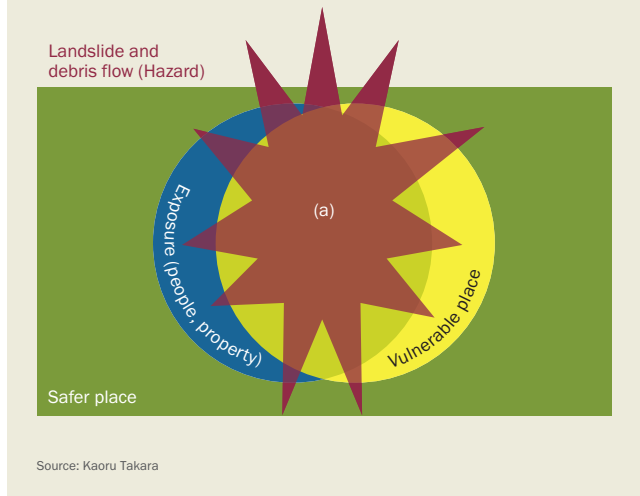 Landslide and
debris flow (Hazard)
(a)
Exposure (people, property)
Vulnerable place
Safer place
Source: Kaoru Takara